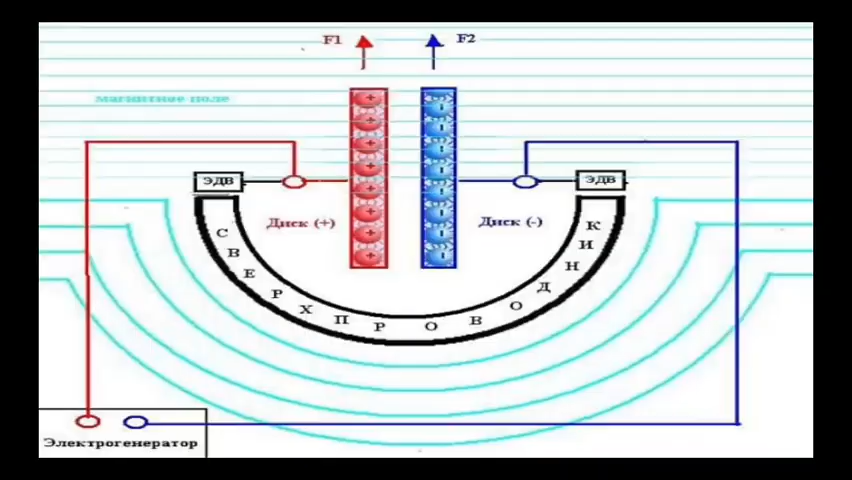 F1
F2
магнитное поле
ЭДВ
ЭДВ
Диск (+)
Диск (-)
СВЕРХПРОВОДНИК
Электрогенератор